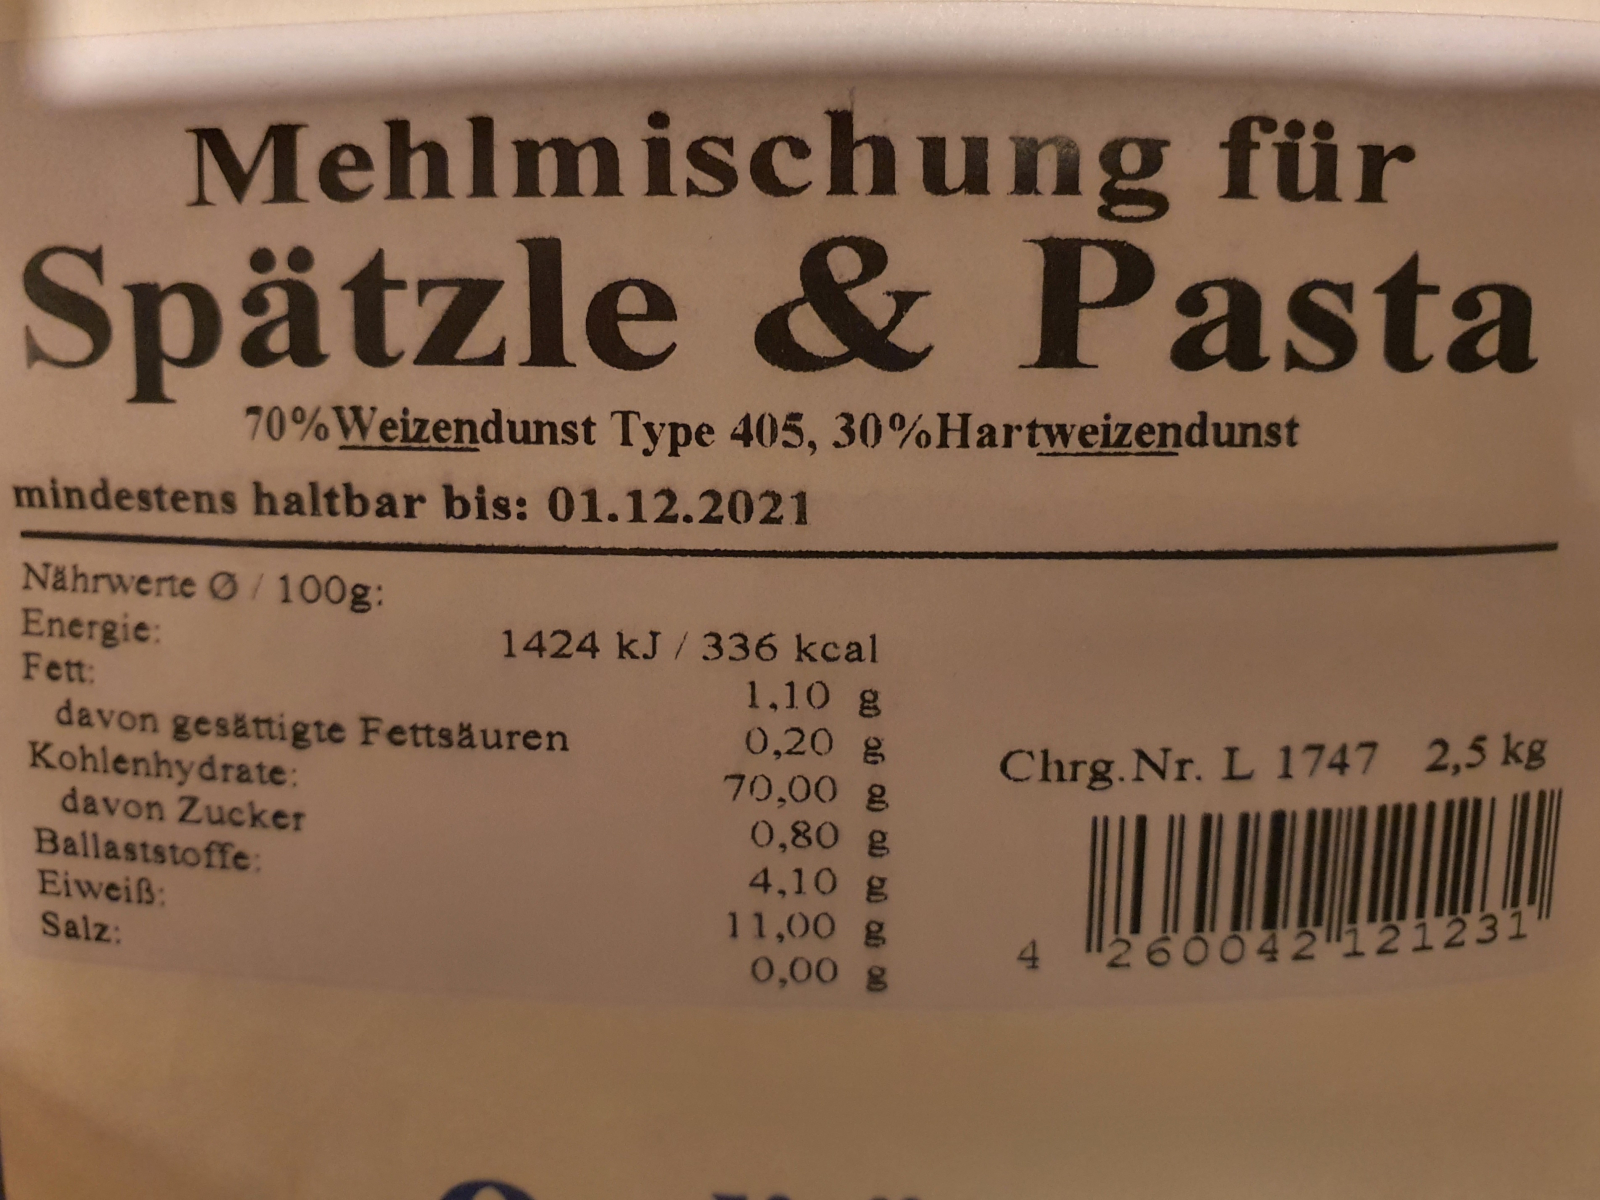 Mehlmischung für
Spätzle & Pasta
70%Weizendunst Type 405, 30%Hartweizendunst
mindestens haltbar bis: 01.12.2021
Nährwerte Ø / 100g:
Energie: 1424 kJ / 336 kcal
Fett: 1,10 g
davon gesättigte Fettsäuren 0,20 g
Kohlenhydrate: 70,00 g
davon Zucker 0,80 g
Ballaststoffe: 4,10 g
Eiweiß: 11,00 g
Salz: 0,00 g
Chrg.Nr. L 1747 2,5 kg
4 260042 121231